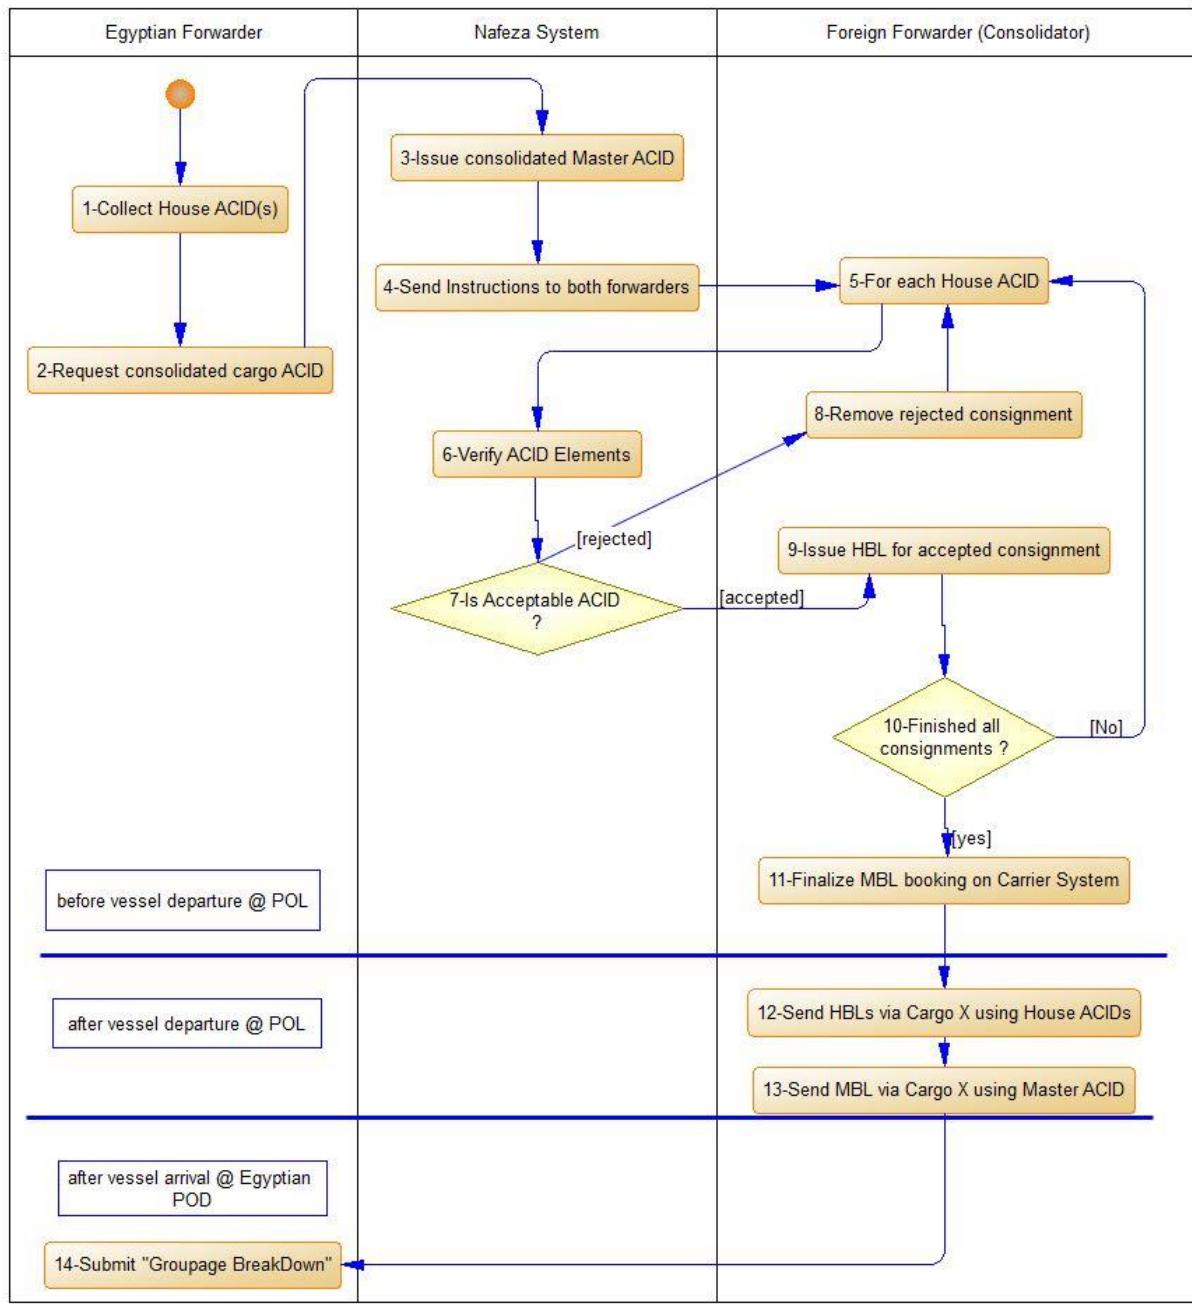 Egyptian Forwarder
Nafeza System
Foreign Forwarder (Consolidator)
3-Issue consolidated Master ACID
1-Collect House ACID(s)
4-Send Instructions to both forwarders
5-For each House ACID
2-Request consolidated cargo ACID
8-Remove rejected consignment
6-Verify ACID Elements
[rejected]
9-Issue HBL for accepted consignment
7-Is Acceptable ACID
?
[accepted]
10-Finished all
consignments ?
[No]
[yes]
11-Finalize MBL booking on Carrier System
before vessel departure @ POL
12-Send HBLs via Cargo X using House ACIDs
after vessel departure @ POL
13-Send MBL via Cargo X using Master ACID
after vessel arrival @ Egyptian
POD
14-Submit "Groupage BreakDown"